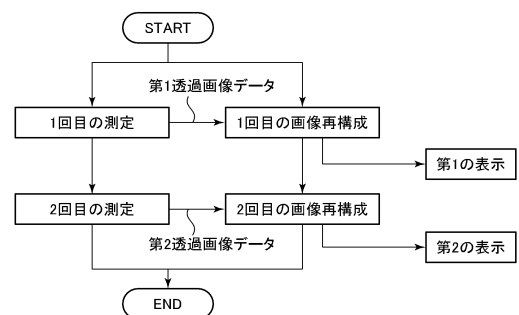 START
第1透過画像データ
1回目の測定
1回目の画像再構成
第1の表示
2回目の測定
2回目の画像再構成
第2透過画像データ
第2の表示
END